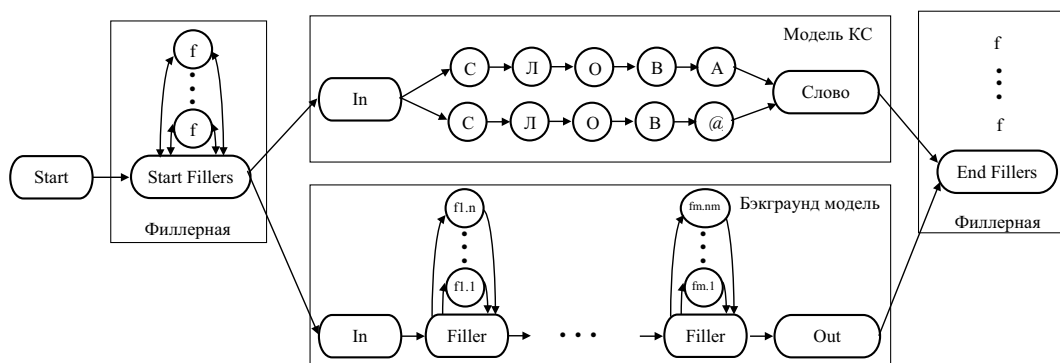 Start
f
f
Start Fillers
Филлерная
Модель КС
In
С Л О В А
С Л О В @
Слово
Бэкграунд модель
f1.n
f1.1
Filler
fm.nm
fm.1
Filler
In
Out
f
f
End Fillers
Филлерная